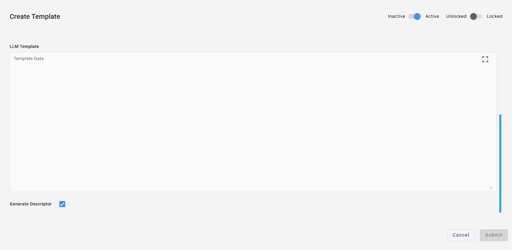 Create Template
Inactive Active Unlocked Locked
LLM Template
Template Data
Generate Descriptor
Cancel Submit